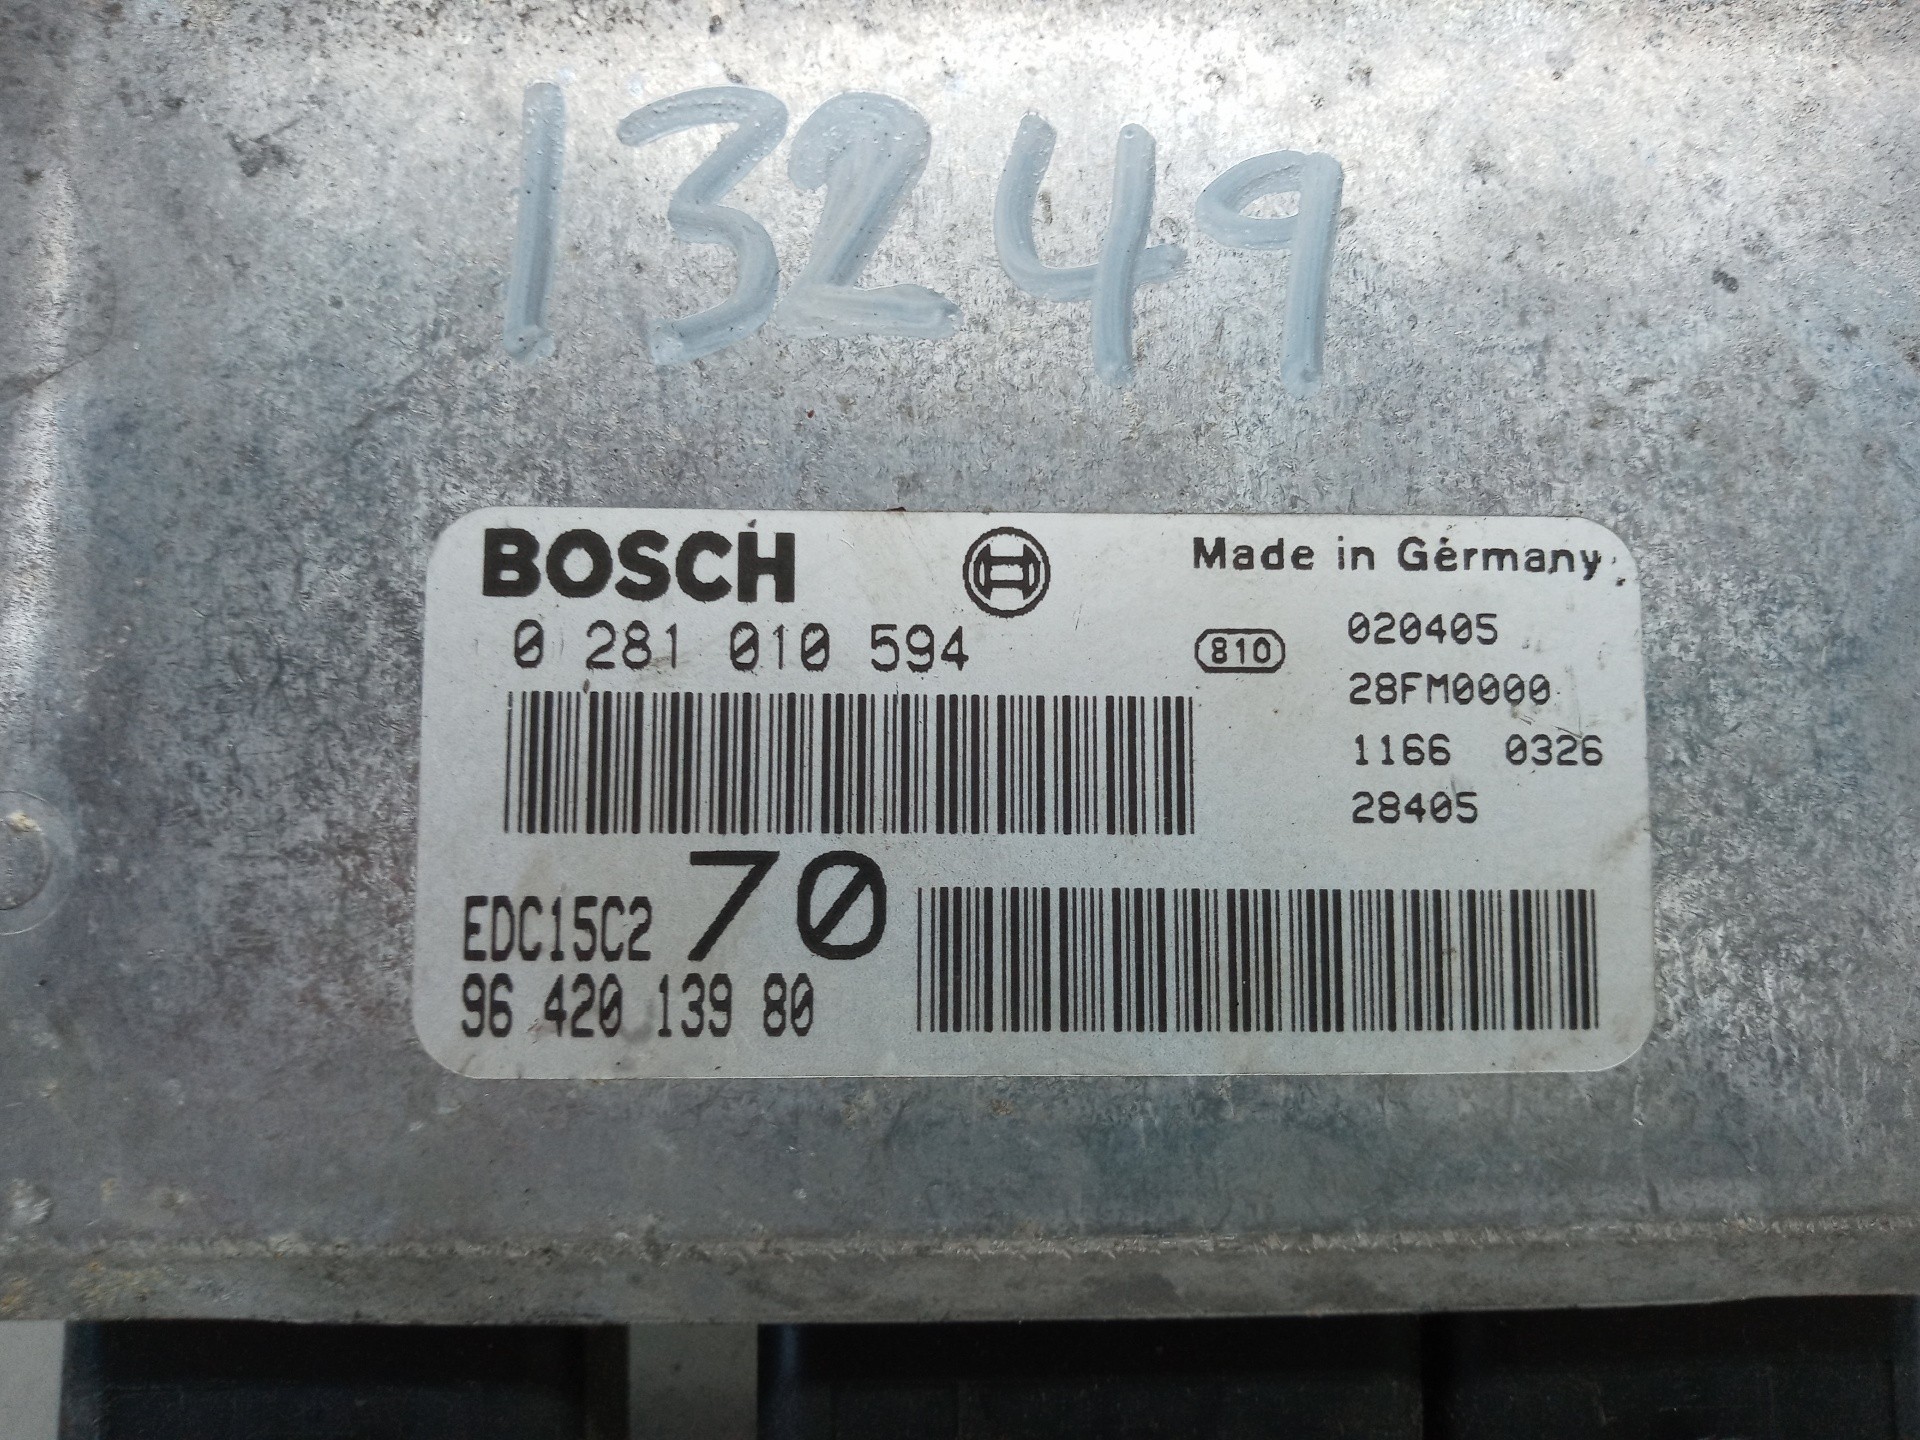 13249
BOSCH Made in Germany
0 281 010 594 810 020405
28FM0000
1166 0326
28405
EDC15C2 70
96 420 139 80